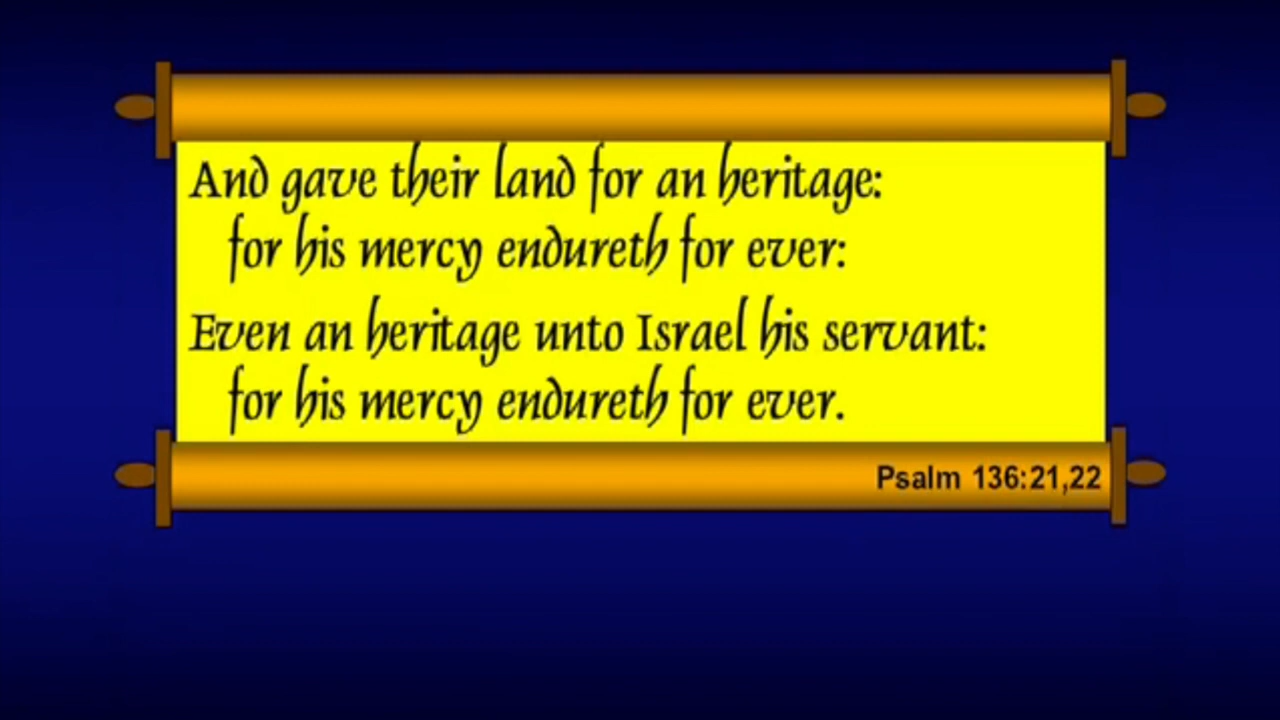 And gave their land for an heritage:
for his mercy endureth for ever:
Even an heritage unto Israel his servant:
for his mercy endureth for ever.
Psalm 136:21,22